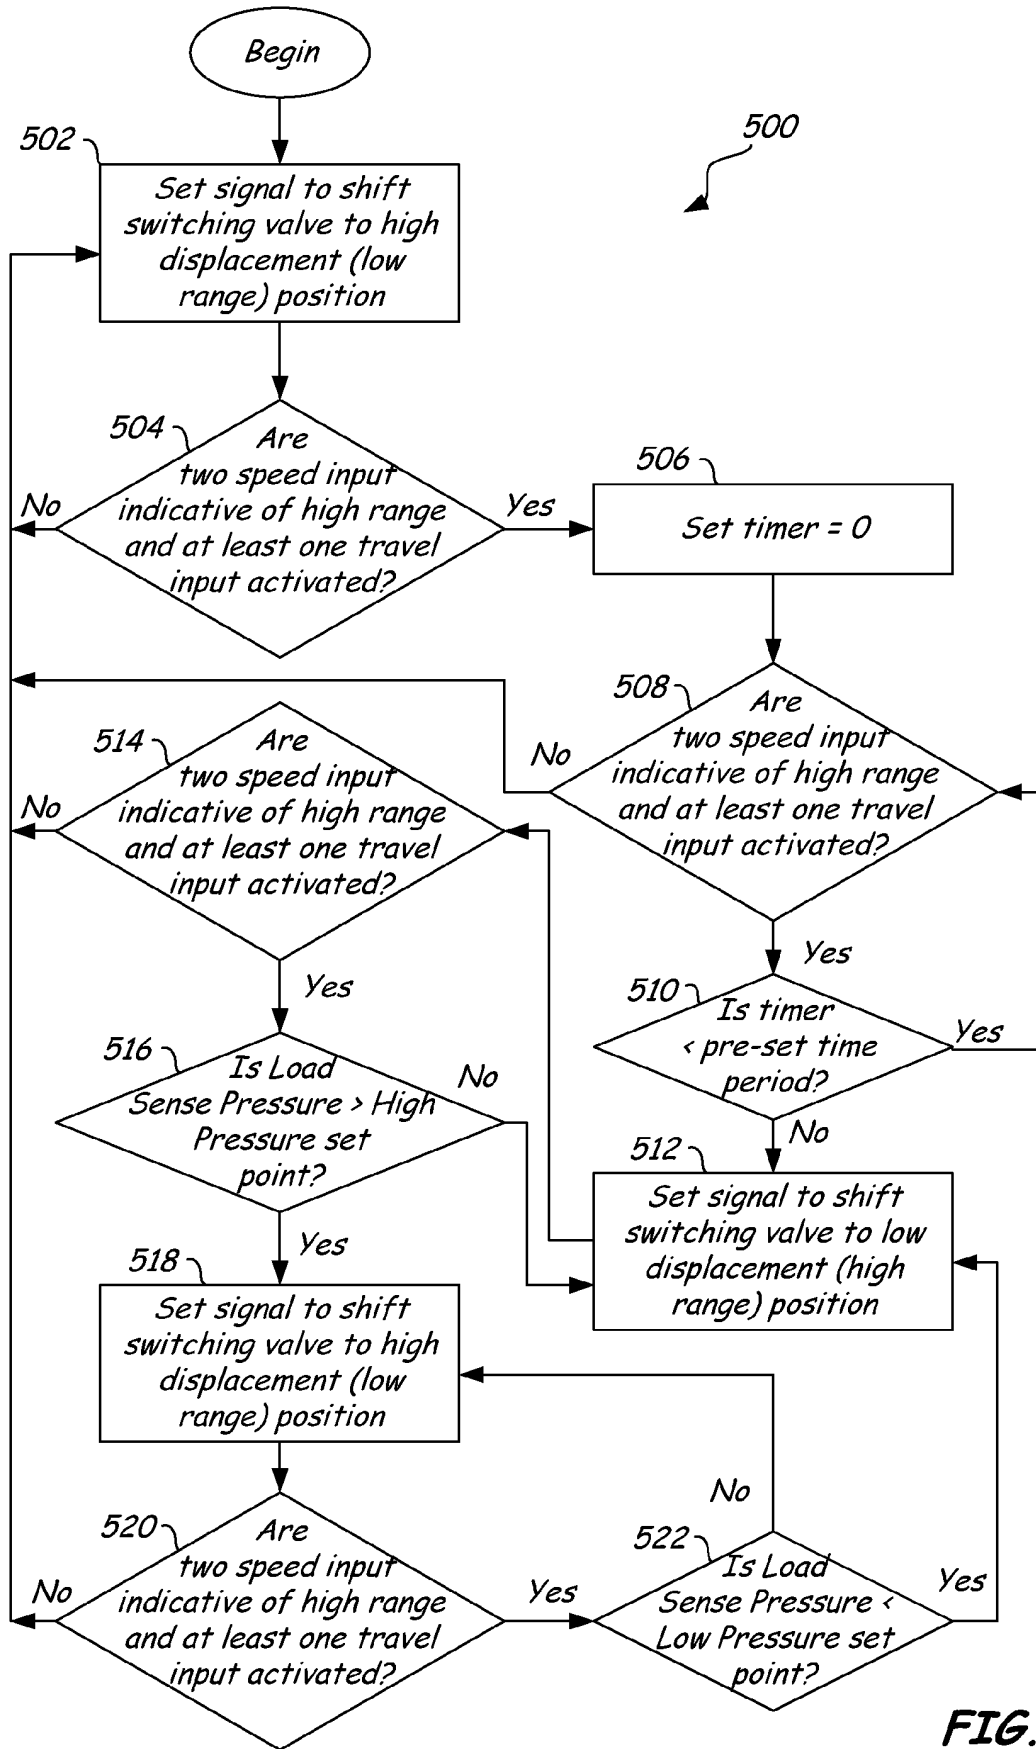 Begin
500
502
Set signal to shift
switching valve to high
displacement (low
range) position
504
Are
two speed input
indicative of high range
and at least one travel
input activated?
No
Yes
506
Set timer = 0
508
Are
two speed input
indicative of high range
and at least one travel
input activated?
No
Yes
510
Is timer
< pre-set time
period?
Yes
No
512
Set signal to shift
switching valve to low
displacement (high
range) position
514
Are
two speed input
indicative of high range
and at least one travel
input activated?
No
Yes
516
Is Load
Sense Pressure > High
Pressure set
point?
No
Yes
518
Set signal to shift
switching valve to high
displacement (low
range) position
520
Are
two speed input
indicative of high range
and at least one travel
input activated?
No
Yes
522
Is Load
Sense Pressure <
Low Pressure set
point?
No
Yes
FIG.